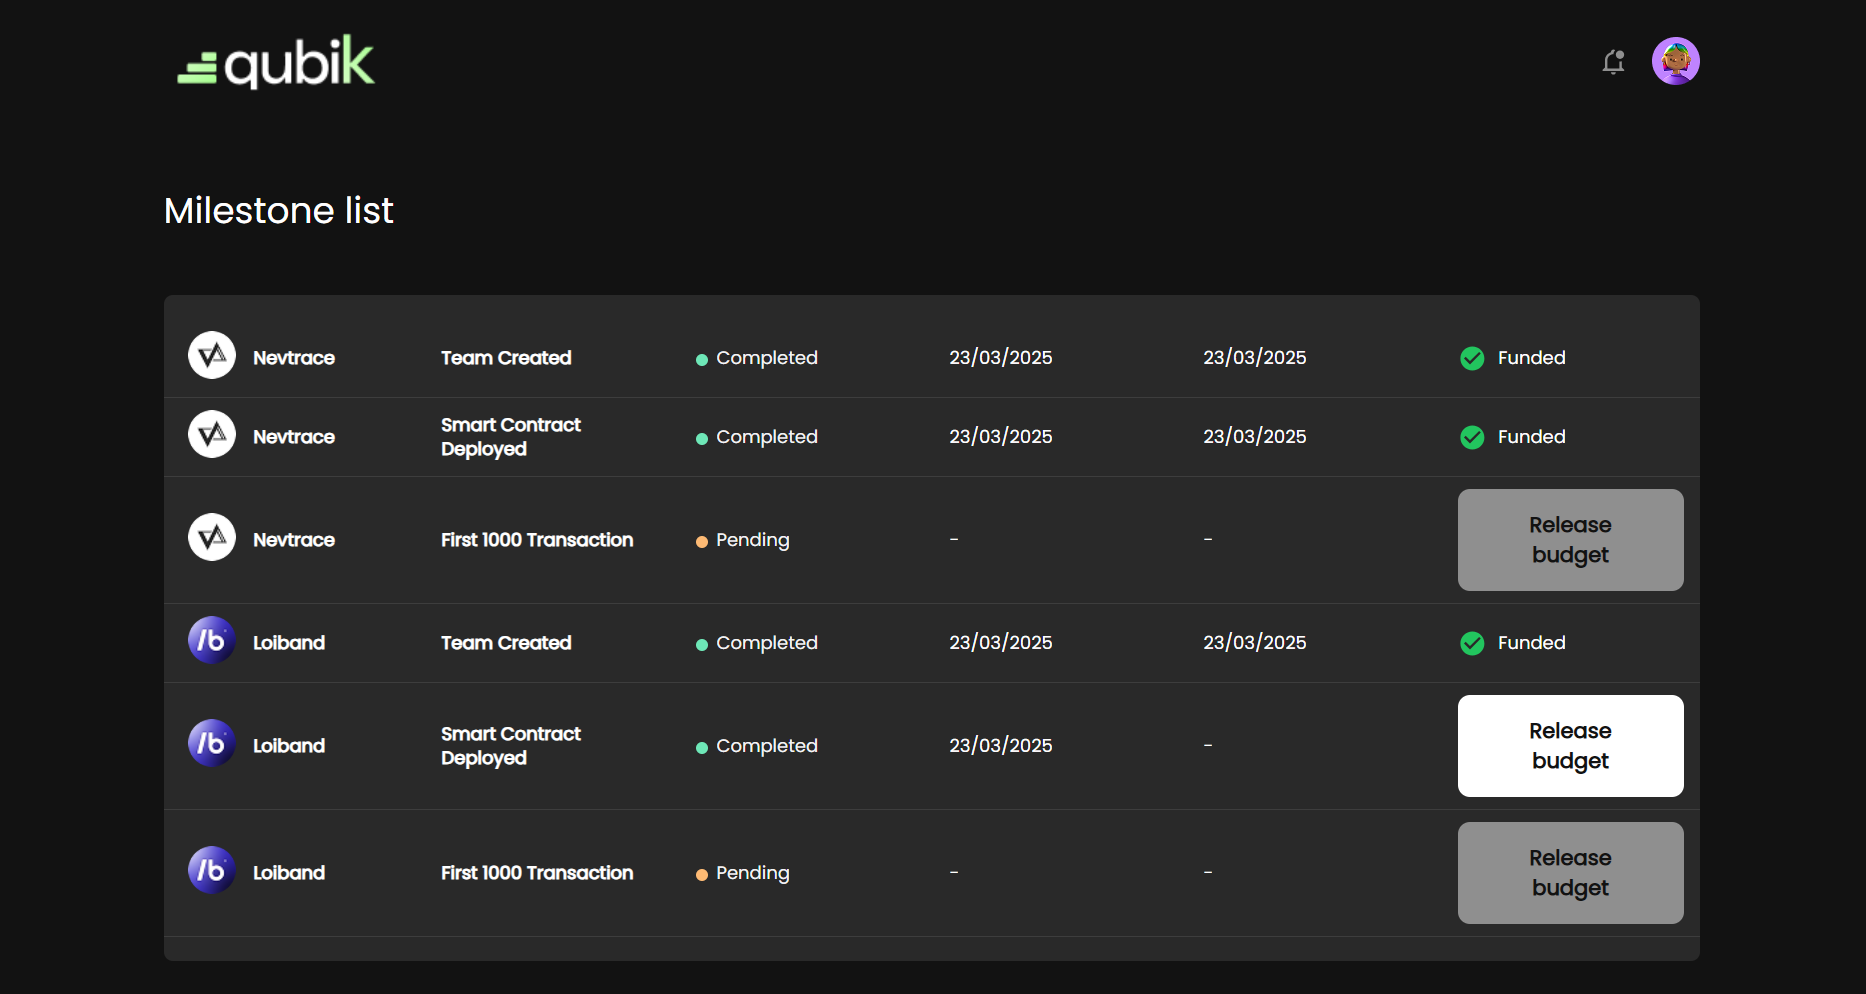 qubik
Milestone list
Nevtrace Team Created Completed 23/03/2025 23/03/2025 Funded
Nevtrace Smart Contract Deployed Completed 23/03/2025 23/03/2025 Funded
Nevtrace First 1000 Transaction Pending - - Release budget
/b Loiband Team Created Completed 23/03/2025 23/03/2025 Funded
/b Loiband Smart Contract Deployed Completed 23/03/2025 - Release budget
/b Loiband First 1000 Transaction Pending - - Release budget